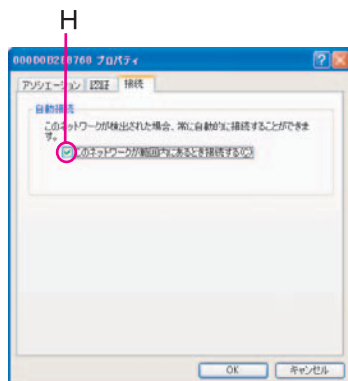 H
プロパティ
アソシエーション 認証 接続
自動接続
このネットワークが検出された場合、常に自動的に接続することができま
す。
このネットワークが範囲内にあるとき接続する(C)
OK キャンセル